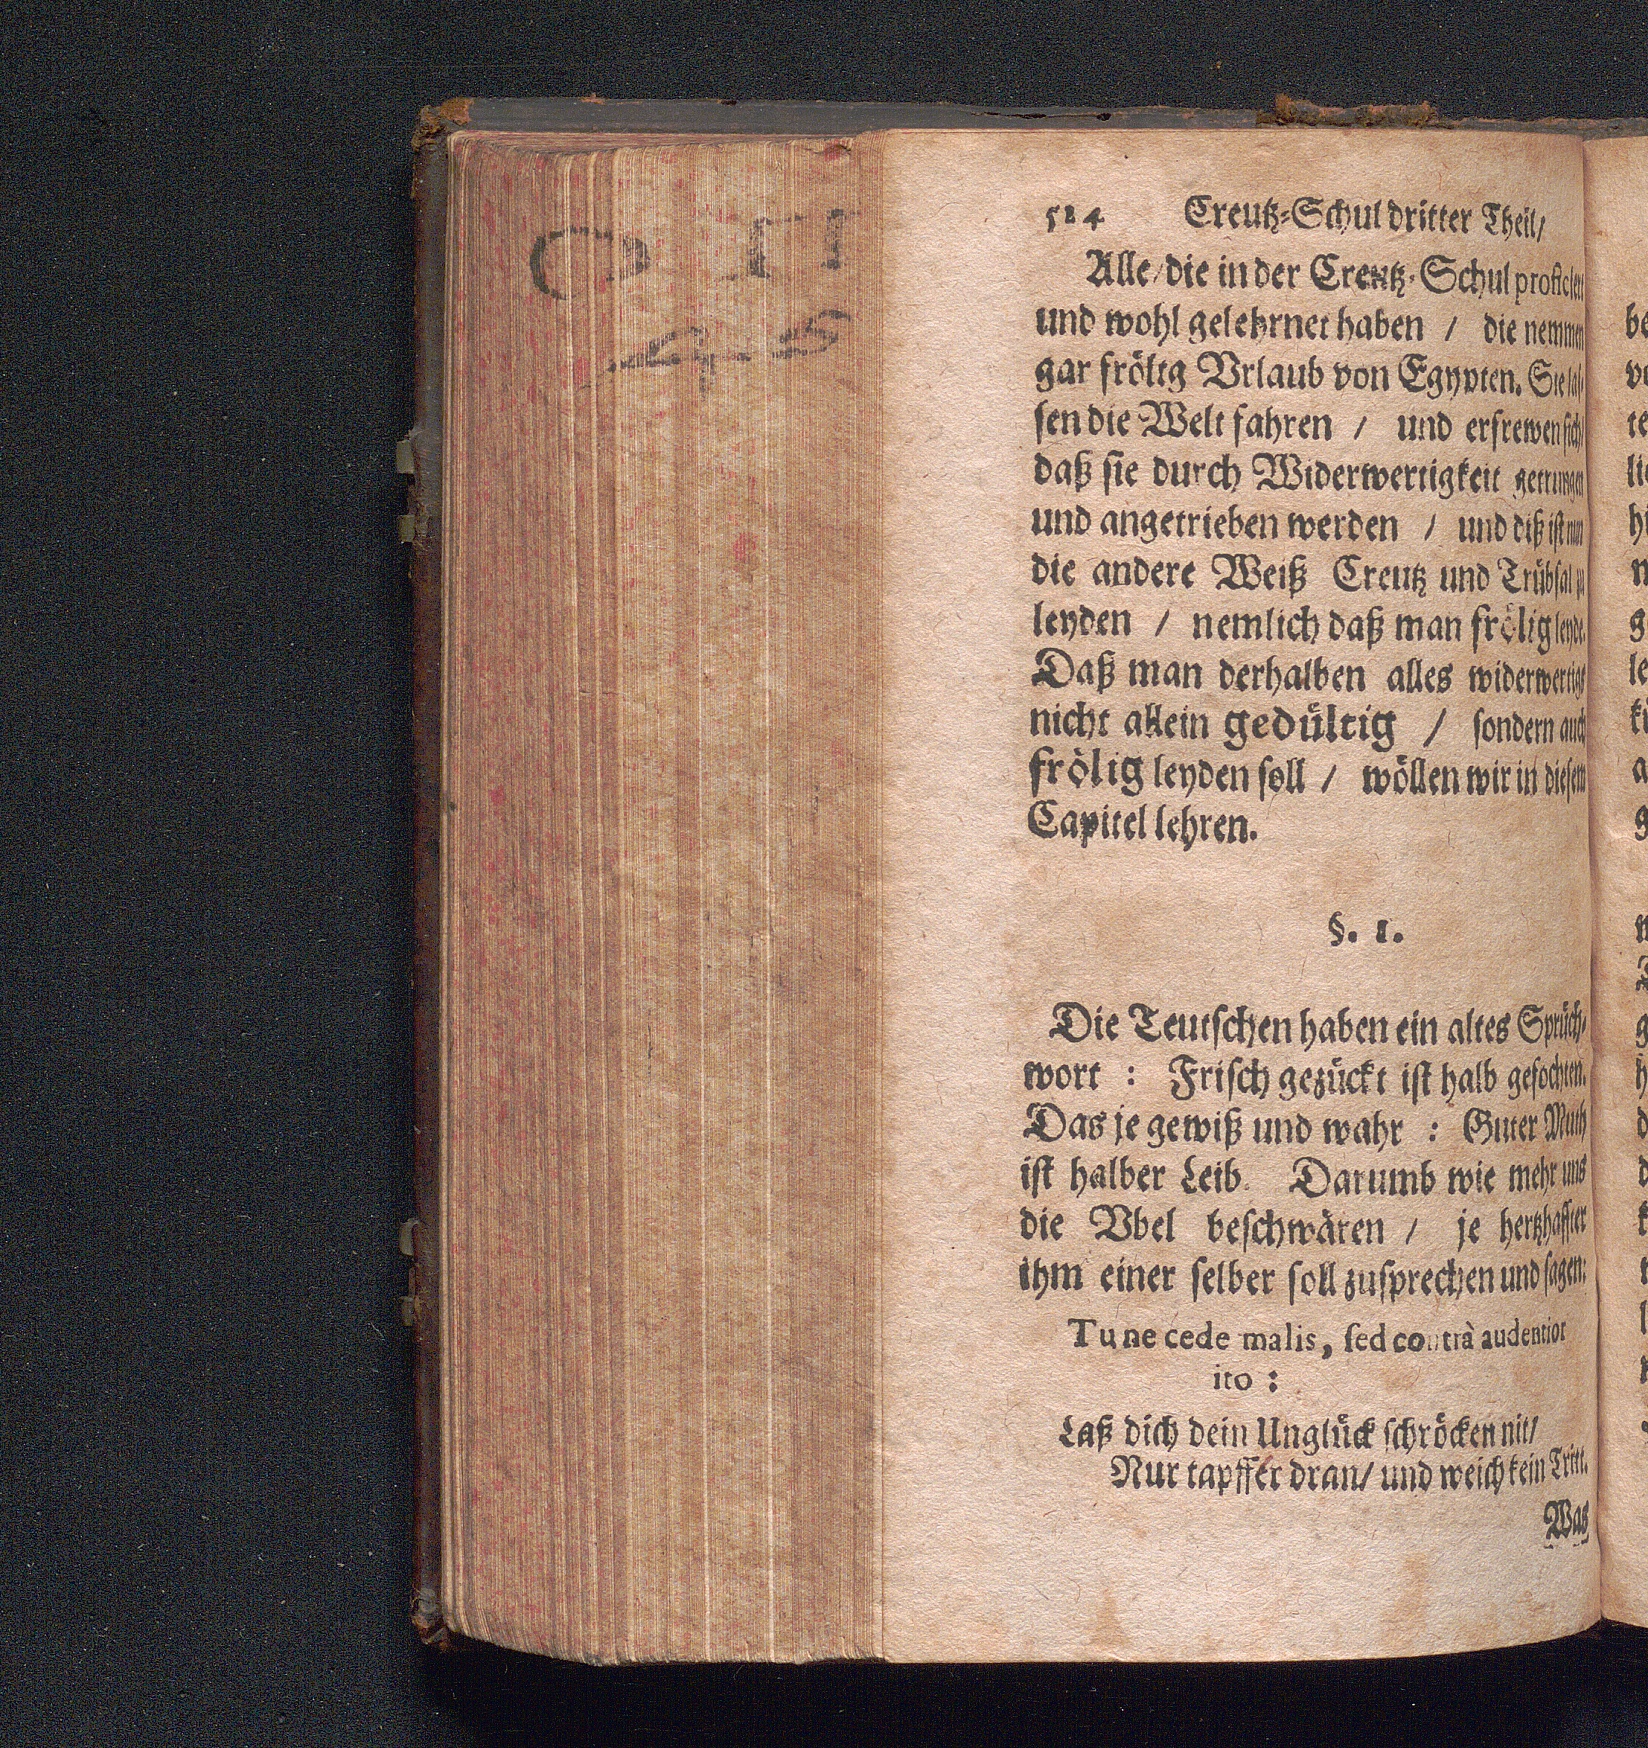 514 Creutz-Schul dritter Theil/
Alle/die in der Creutz-Schul proficiert
und wohl gelehrnet haben / die nemmen
gar frölig Vrlaub von Egypten. Sie las-
sen die Welt fahren / und erfrewen sich/
daß sie durch Widerwertigkeit getrungen
und angetrieben werden / und diß ist nun
die andere Weiß Creutz und Trübsal zu
leyden / nemlich daß man frölig leyde.
Daß man derhalben alles widerwertigs
nicht allein gedültig / sondern auch
frölig leyden soll / wöllen wir in diesem
Capitel lehren.
§. 1.
Die Teutschen haben ein altes Sprüch-
wort : Frisch gezückt ist halb gefochten.
Das je gewiß und wahr : Guter Muth
ist halber Leib. Darumb wie mehr uns
die Vbel beschwären / je hertzhaffter
ihm einer selber soll zusprechen und sagen:
Tu ne cede malis, sed contrà audentior
ito :
Laß dich dein Unglück schröcken nit/
Nur tapffer dran/ und weich kein Tritt.
Was